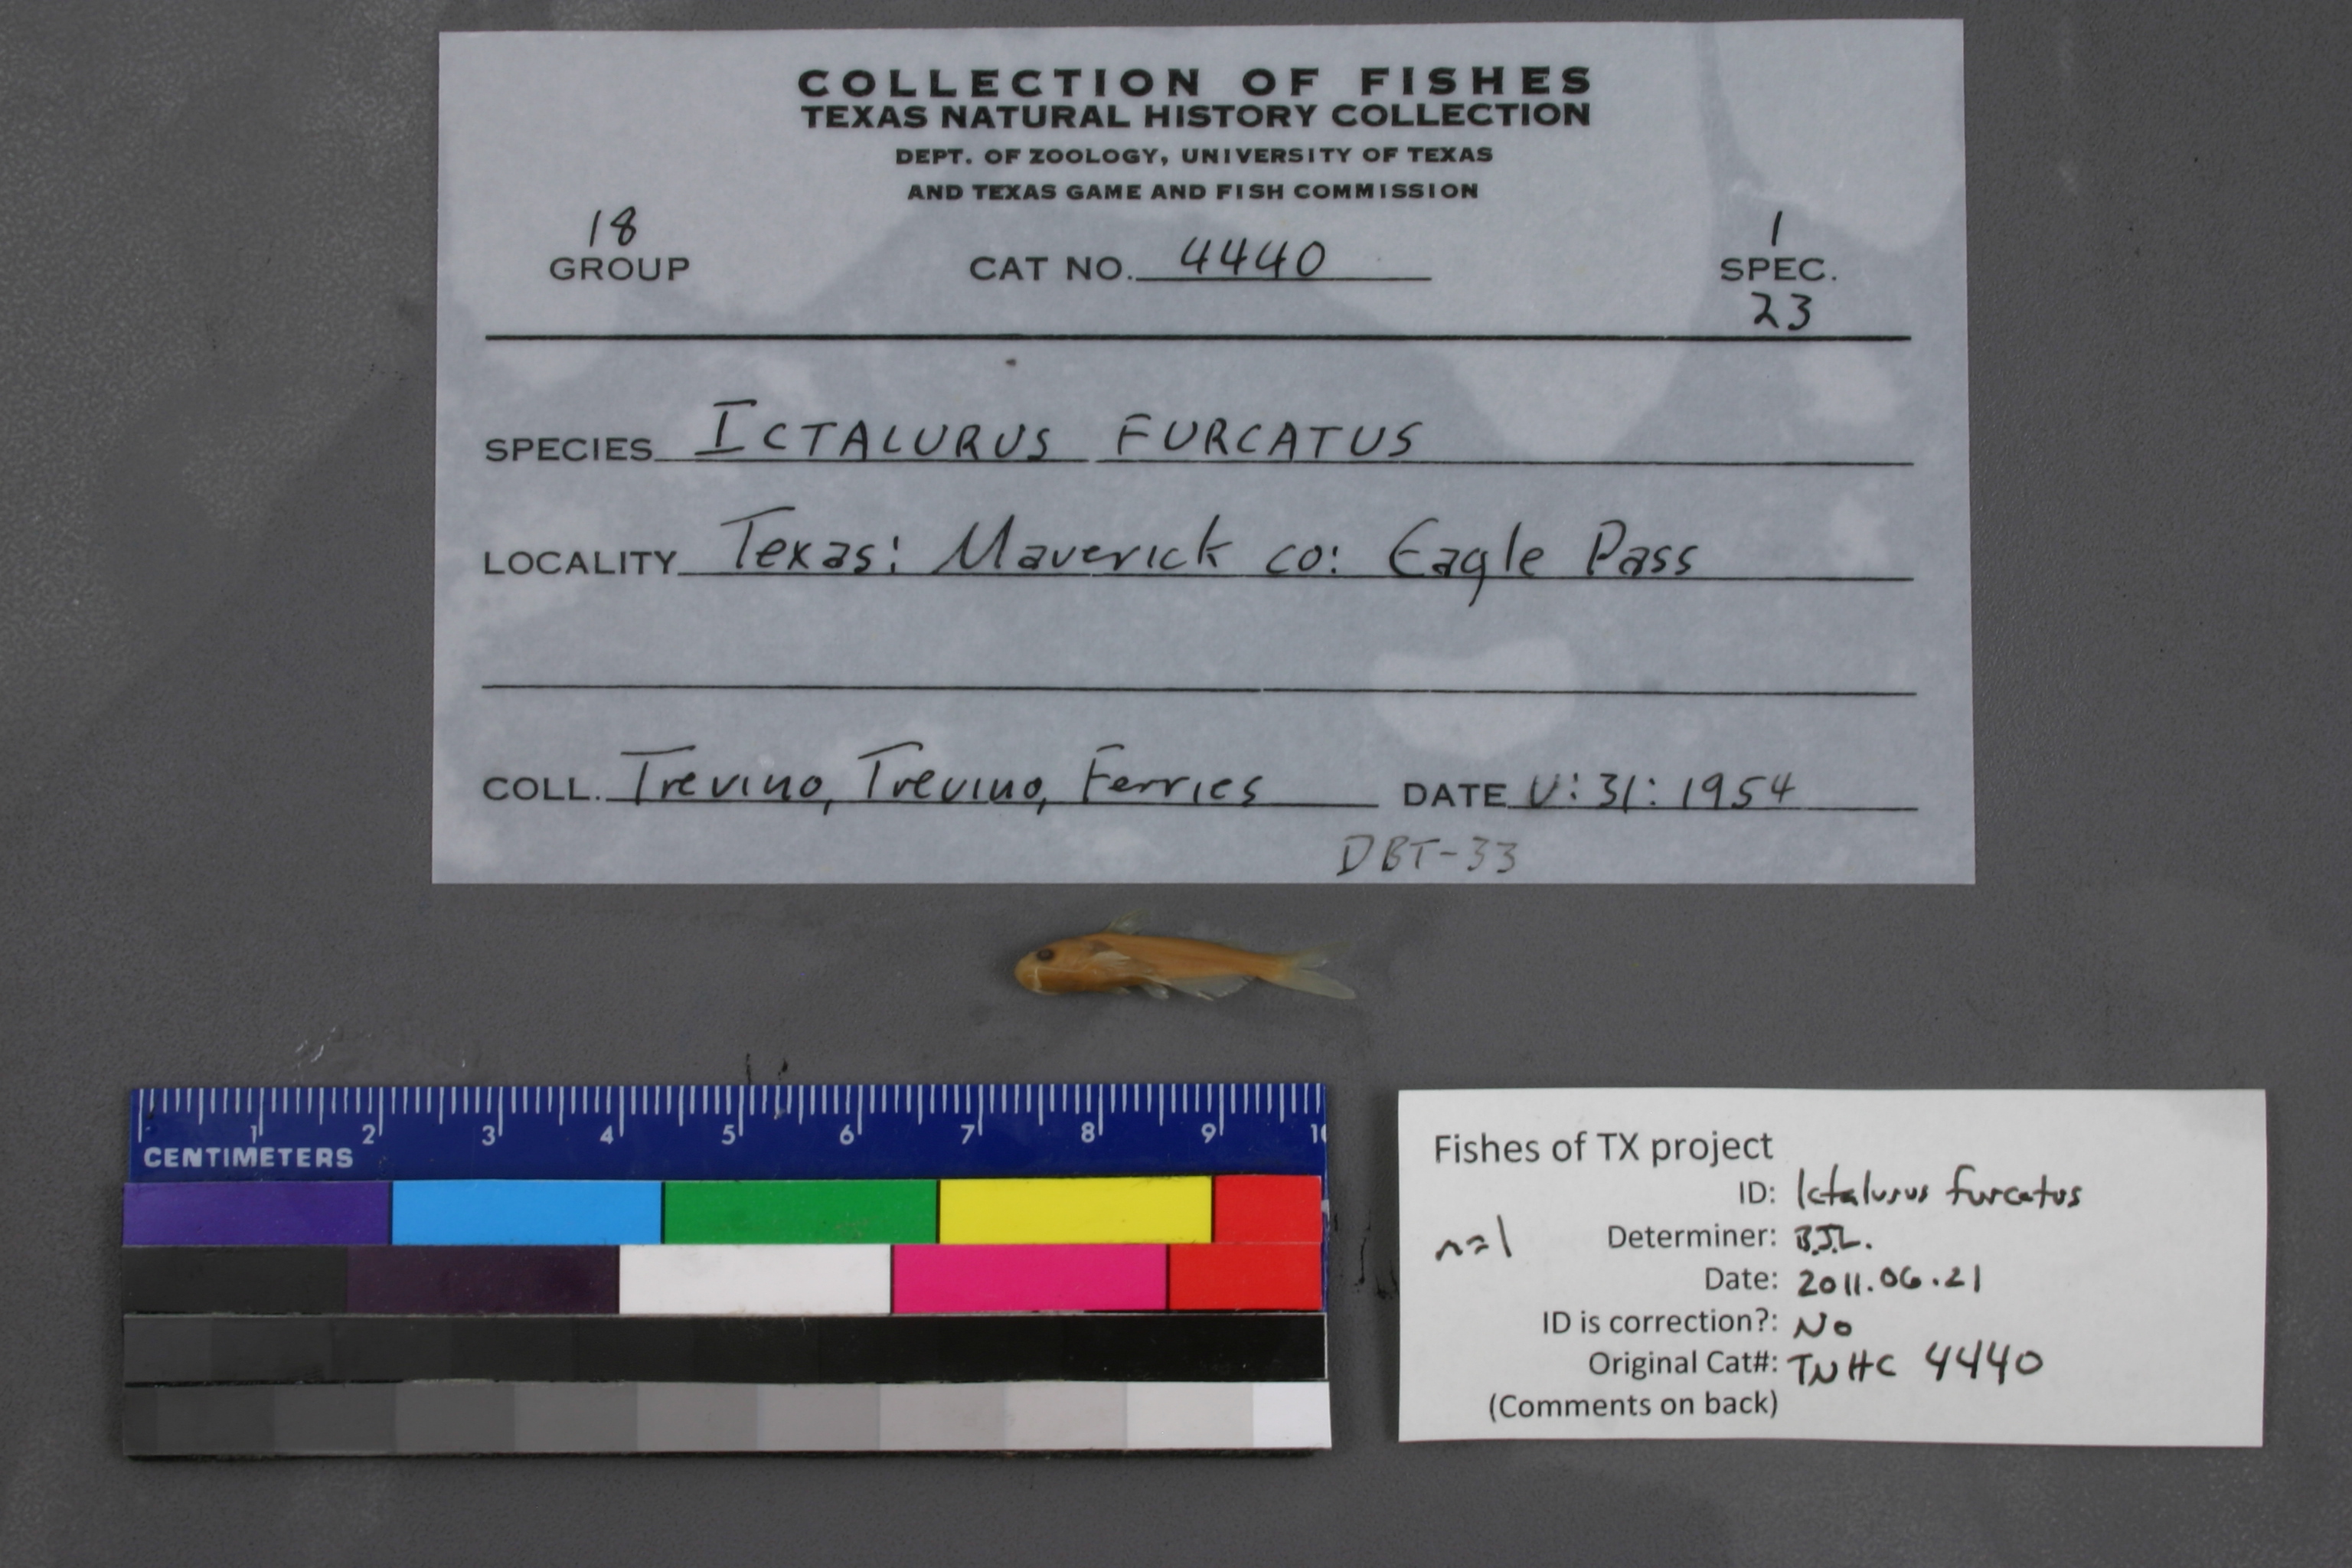 COLLECTION OF FISHES
TEXAS NATURAL HISTORY COLLECTION
DEPT. OF ZOOLOGY, UNIVERSITY OF TEXAS
AND TEXAS GAME AND FISH COMMISSION
18 1
GROUP CAT NO. 4440 SPEC.
23
SPECIES ICTALURUS FURCATUS
LOCALITY Texas: Maverick co: Eagle Pass
COLL. Trevino, Trevino, Ferries DATE V: 31: 1954
DBT-33
1 2 3 4 5 6 7 8 9 10
CENTIMETERS
Fishes of TX project
ID: Ictalurus furcatus
n=1 Determiner: B.J.L.
Date: 2011.06.21
ID is correction?: No
Original Cat#: TNHC 4440
(Comments on back)